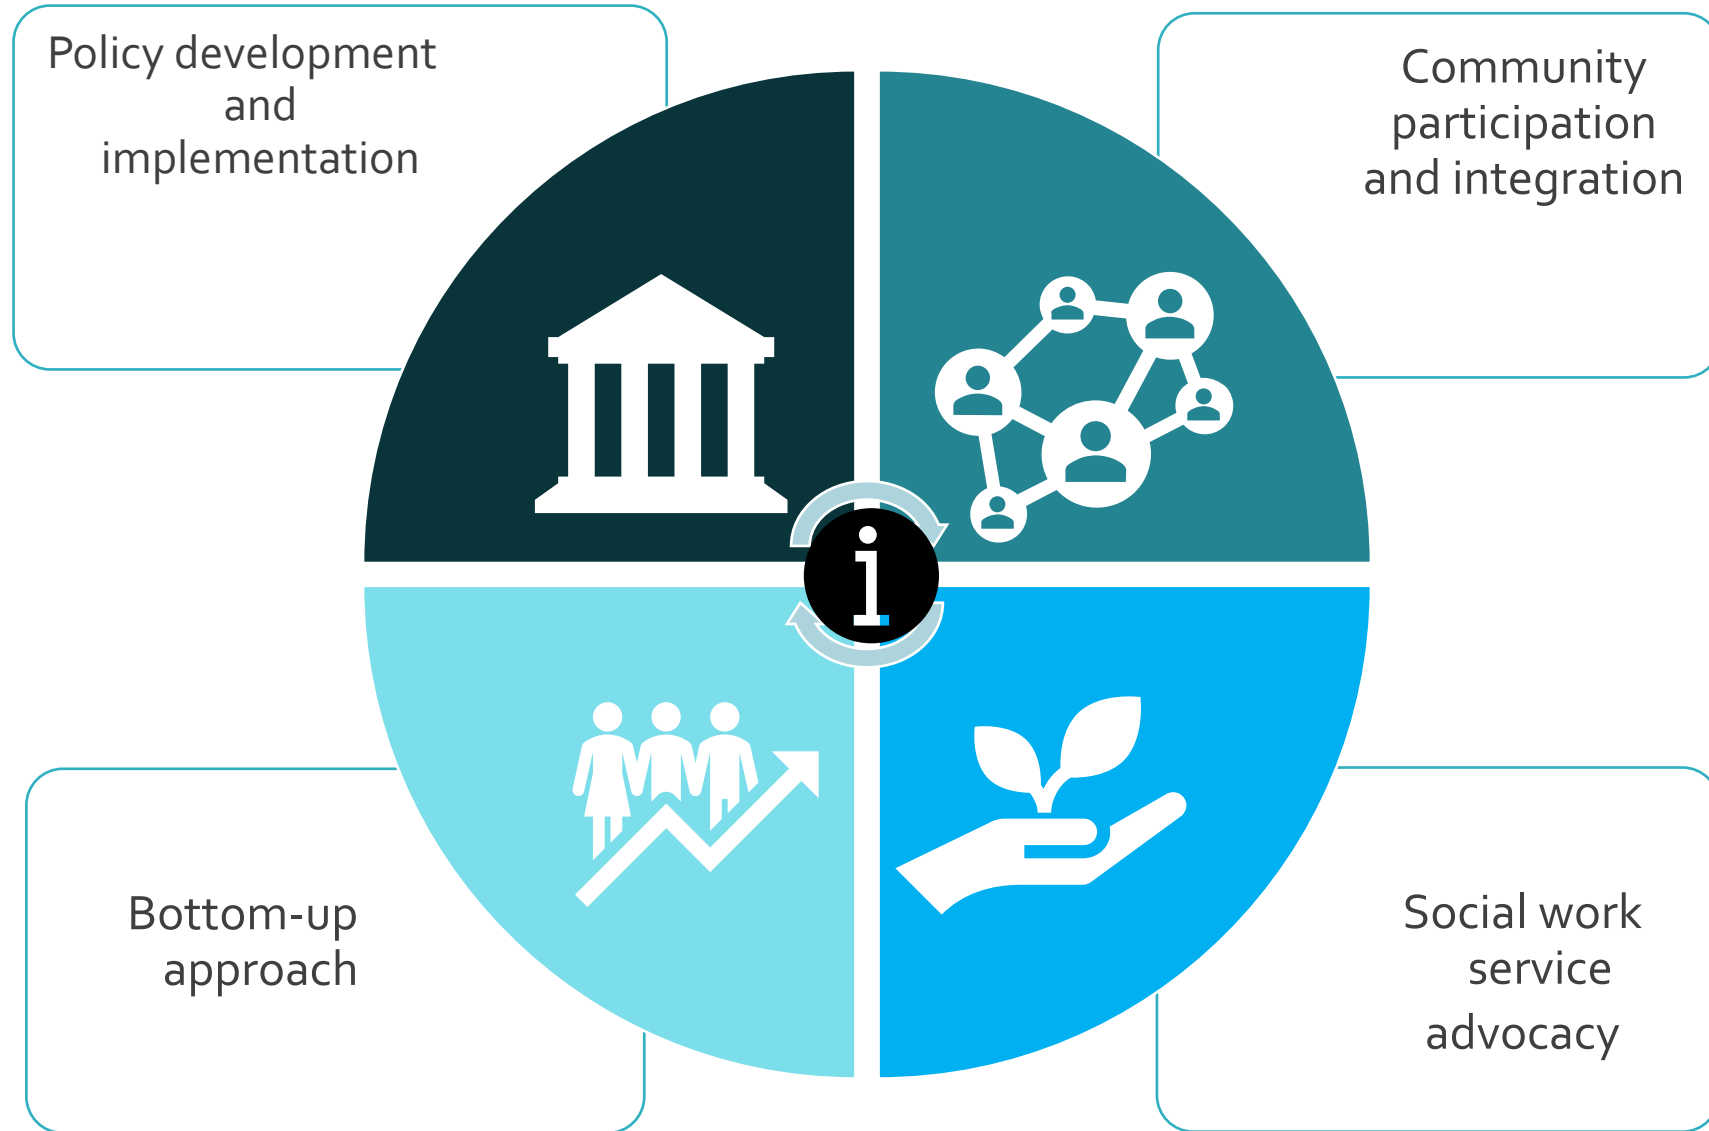 Policy development
and
implementation
Community
participation
and integration
i
Bottom-up
approach
Social work
service
advocacy